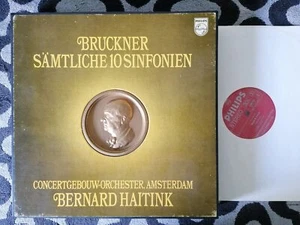 PHILIPS
BRUCKNER
SÄMTLICHE 10 SINFONIEN
CONCERTGEBOUW-ORCHESTER, AMSTERDAM
BERNARD HAITINK
PHILIPS